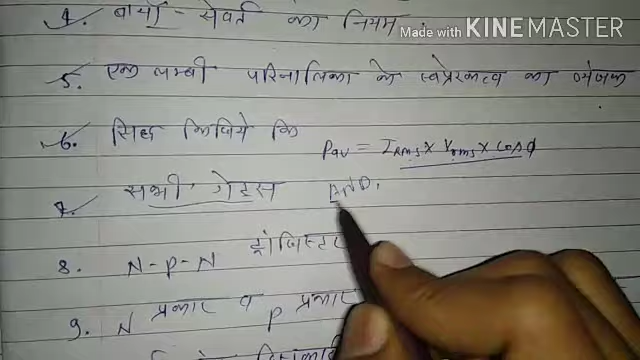 Made with KINEMASTER
4. बायो - सेवर्त का नियम
5. एक लम्बी परिनालिका के स्वप्रेरकत्व का
6. सिद्ध किजिये कि Pav = Irms x Vrms x cosϕ
7. सभी गेट्स AND,
8. N-P-N ट्रांजिस्टर
9. N प्रकार व P प्रकार